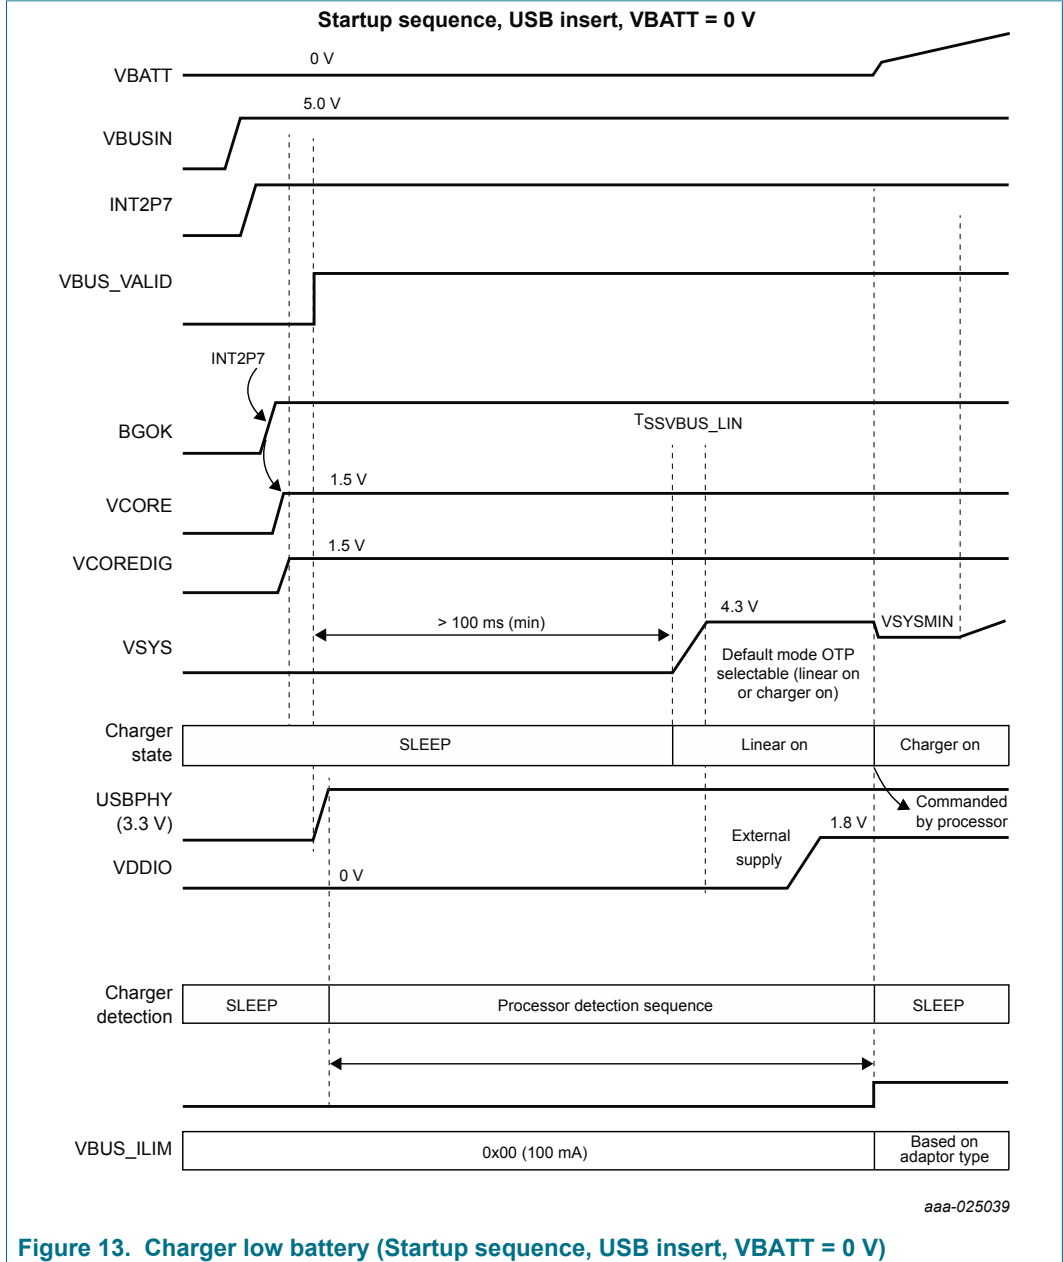 Startup sequence, USB insert, VBATT = 0 V
0 V
VBATT
5.0 V
VBUSIN
INT2P7
VBUS_VALID
INT2P7
BGOK
TSSVBUS_LIN
1.5 V
VCORE
1.5 V
VCOREDIG
4.3 V
> 100 ms (min)
VSYSMIN
VSYS
Default mode OTP
selectable (linear on
or charger on)
Charger
state
SLEEP
Linear on
Charger on
USBPHY
(3.3 V)
Commanded
by processor
1.8 V
External
supply
VDDIO
0 V
Charger
detection
SLEEP
Processor detection sequence
SLEEP
VBUS_ILIM
0x00 (100 mA)
Based on
adaptor type
aaa-025039
Figure 13. Charger low battery (Startup sequence, USB insert, VBATT = 0 V)